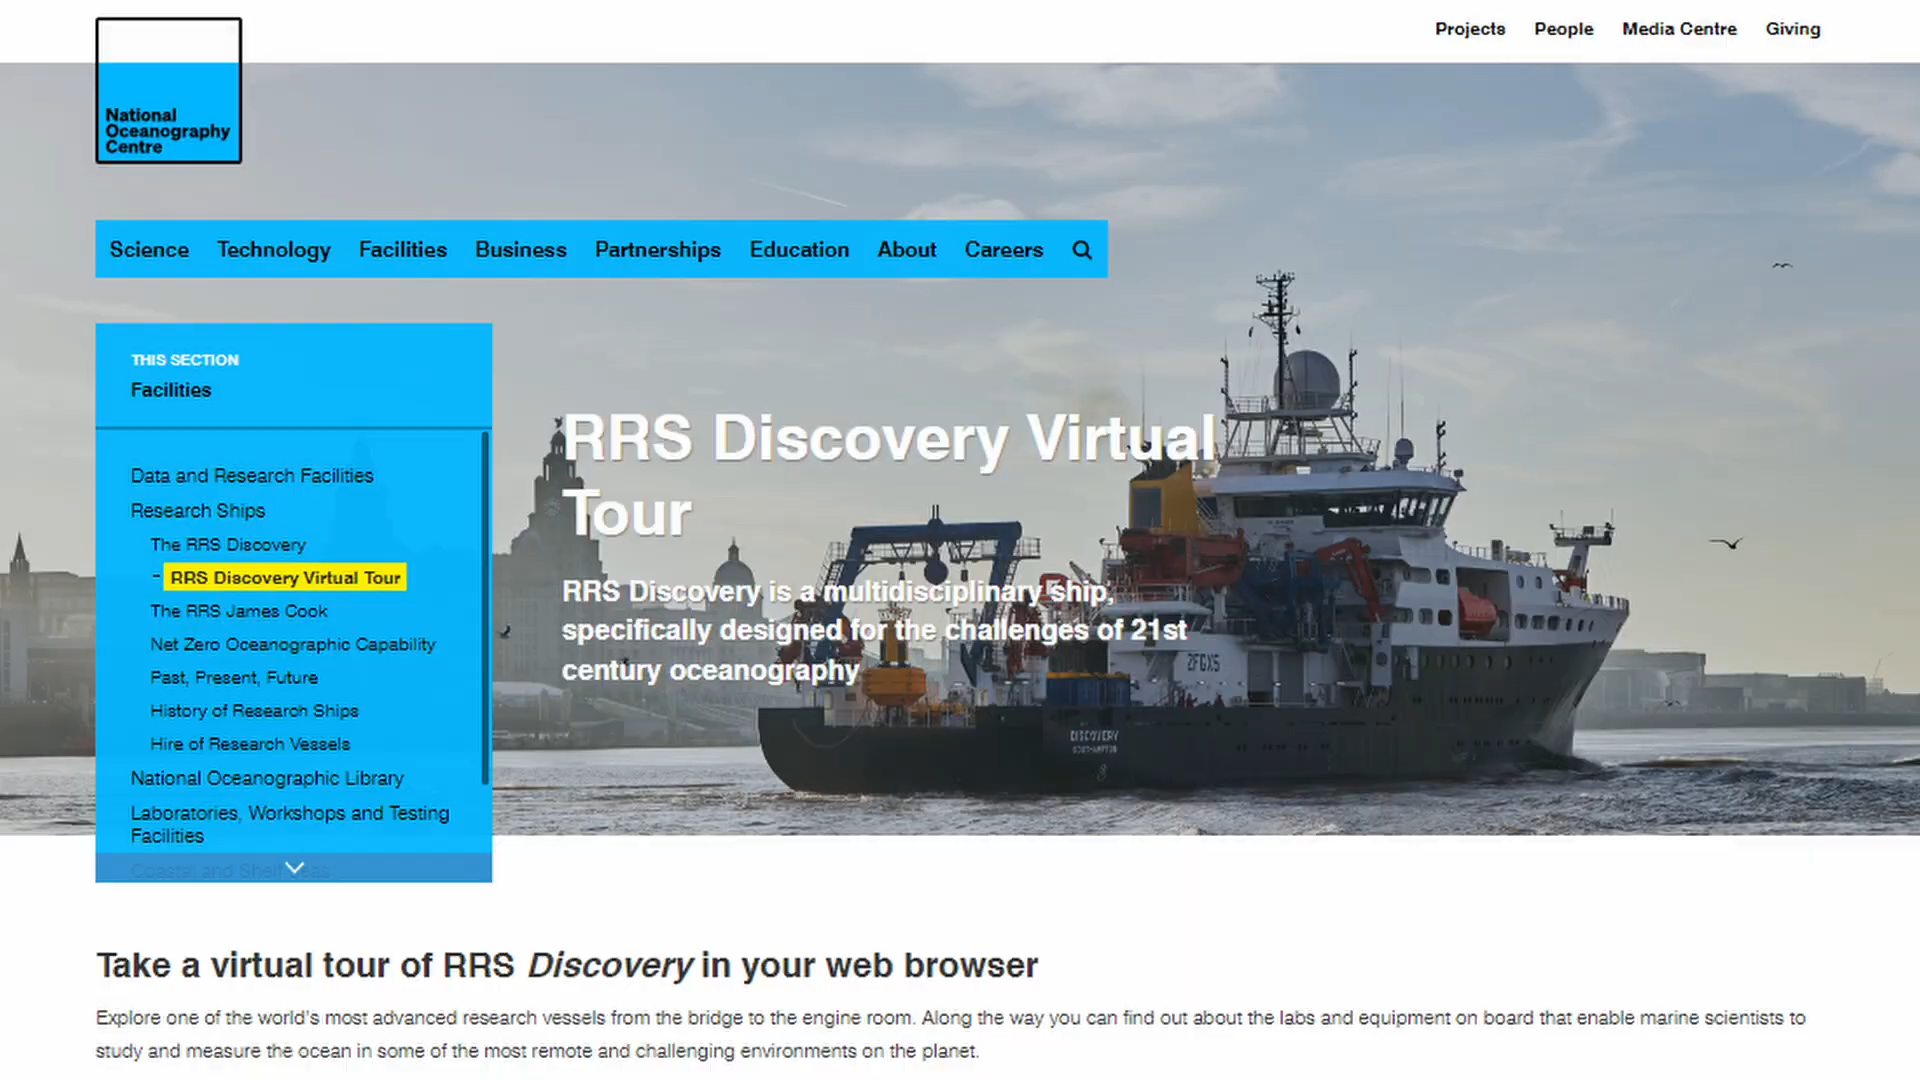 Projects People Media Centre Giving
National
Oceanography
Centre
Science Technology Facilities Business Partnerships Education About Careers
THIS SECTION
Facilities
Data and Research Facilities
Research Ships
The RRS Discovery
- RRS Discovery Virtual Tour
The RRS James Cook
Net Zero Oceanographic Capability
Past, Present, Future
History of Research Ships
Hire of Research Vessels
National Oceanographic Library
Laboratories, Workshops and Testing
Facilities
Coastal and Shelf Seas
RRS Discovery Virtual
Tour
RRS Discovery is a multidisciplinary ship,
specifically designed for the challenges of 21st
century oceanography
2FGX5
DISCOVERY
SOUTHAMPTON
Take a virtual tour of RRS Discovery in your web browser
Explore one of the world's most advanced research vessels from the bridge to the engine room. Along the way you can find out about the labs and equipment on board that enable marine scientists to
study and measure the ocean in some of the most remote and challenging environments on the planet.